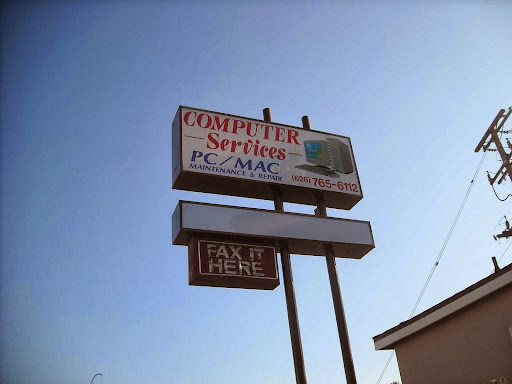 COMPUTER
Services
PC/MAC
MAINTENANCE & REPAIR
(626) 765-6112
FAX IT
HERE